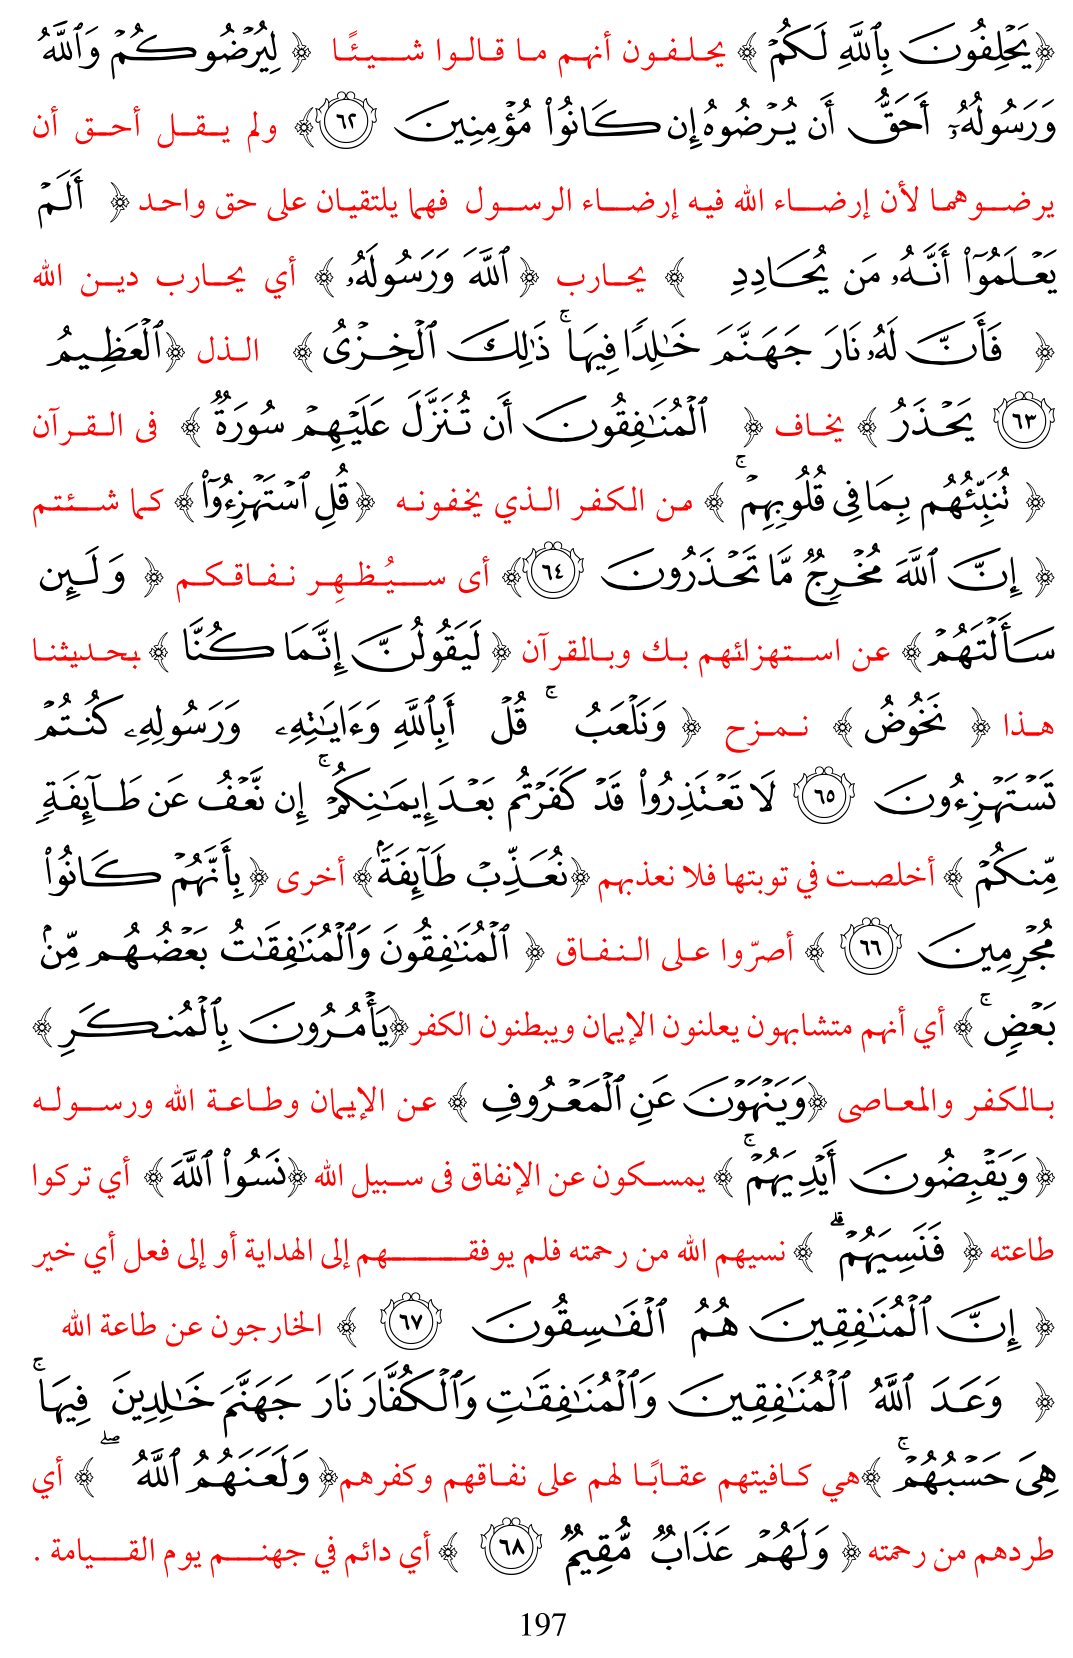 ﴿ يَحْلِفُونَ بِٱللَّهِ لَكُمْ ﴾ يحلفون أنهم ما قالوا شيئًا ﴿ لِيُرْضُوكُمْ وَٱللَّهُ
وَرَسُولُهُۥٓ أَحَقُّ أَن يُرْضُوهُ إِن كَانُوا۟ مُؤْمِنِينَ ٦٢ ﴾ ولم يقل أحق أن
يرضوهما لأن إرضاء الله فيه إرضاء الرسول فهما يلتقيان على حق واحد ﴿ أَلَمْ
يَعْلَمُوٓا۟ أَنَّهُۥ مَن يُحَادِدِ ﴾ يحارب ﴿ ٱللَّهَ وَرَسُولَهُۥ ﴾ أي يحارب دين الله
﴿ فَأَنَّ لَهُۥ نَارَ جَهَنَّمَ خَـٰلِدًا فِيهَا ۚ ذَٰلِكَ ٱلْخِزْىُ ﴾ الذل ﴿ ٱلْعَظِيمُ
٦٣ يَحْذَرُ ﴾ يخاف ﴿ ٱلْمُنَـٰفِقُونَ أَن تُنَزَّلَ عَلَيْهِمْ سُورَةٌ ﴾ فى القرآن
﴿ تُنَبِّئُهُم بِمَا فِى قُلُوبِهِمْ ۚ ﴾ من الكفر الذي يخفونه ﴿ قُلِ ٱسْتَهْزِءُوٓا۟ ﴾ كما شئتم
﴿ إِنَّ ٱللَّهَ مُخْرِجٌ مَّا تَحْذَرُونَ ٦٤ ﴾ أى سيُظهِر نفاقكم ﴿ وَلَئِن
سَأَلْتَهُمْ ﴾ عن استهزائهم بك وبالقرآن ﴿ لَيَقُولُنَّ إِنَّمَا كُنَّا ﴾ بحديثنا
هذا ﴿ نَخُوضُ ﴾ نمزح ﴿ وَنَلْعَبُ ۚ قُلْ أَبِٱللَّهِ وَءَايَـٰتِهِۦ وَرَسُولِهِۦ كُنتُمْ
تَسْتَهْزِءُونَ ٦٥ لَا تَعْتَذِرُوا۟ قَدْ كَفَرْتُم بَعْدَ إِيمَـٰنِكُمْ ۚ إِن نَّعْفُ عَن طَآئِفَةٍ
مِّنكُمْ ﴾ أخلصت في توبتها فلا نعذبهم ﴿ نُعَذِّبْ طَآئِفَةًۢ ﴾ أخرى ﴿ بِأَنَّهُمْ كَانُوا۟
مُجْرِمِينَ ٦٦ ﴾ أصرّوا على النفاق ﴿ ٱلْمُنَـٰفِقُونَ وَٱلْمُنَـٰفِقَـٰتُ بَعْضُهُم مِّنۢ
بَعْضٍ ۚ ﴾ أي أنهم متشابهون يعلنون الإيمان ويبطنون الكفر ﴿ يَأْمُرُونَ بِٱلْمُنكَرِ ﴾
بالكفر والمعاصى ﴿ وَيَنْهَوْنَ عَنِ ٱلْمَعْرُوفِ ﴾ عن الإيمان وطاعة الله ورسوله
﴿ وَيَقْبِضُونَ أَيْدِيَهُمْ ۚ ﴾ يمسكون عن الإنفاق فى سبيل الله ﴿ نَسُوا۟ ٱللَّهَ ﴾ أي تركوا
طاعته ﴿ فَنَسِيَهُمْ ۗ ﴾ نسيهم الله من رحمته فلم يوفقهم إلى الهداية أو إلى فعل أي خير
﴿ إِنَّ ٱلْمُنَـٰفِقِينَ هُمُ ٱلْفَـٰسِقُونَ ٦٧ ﴾ الخارجون عن طاعة الله
﴿ وَعَدَ ٱللَّهُ ٱلْمُنَـٰفِقِينَ وَٱلْمُنَـٰفِقَـٰتِ وَٱلْكُفَّارَ نَارَ جَهَنَّمَ خَـٰلِدِينَ فِيهَا ۚ
هِىَ حَسْبُهُمْ ۚ ﴾ هي كافيتهم عقابًا لهم على نفاقهم وكفرهم ﴿ وَلَعَنَهُمُ ٱللَّهُ ۖ ﴾ أي
طردهم من رحمته ﴿ وَلَهُمْ عَذَابٌ مُّقِيمٌ ٦٨ ﴾ أي دائم في جهنم يوم القيامة .
197